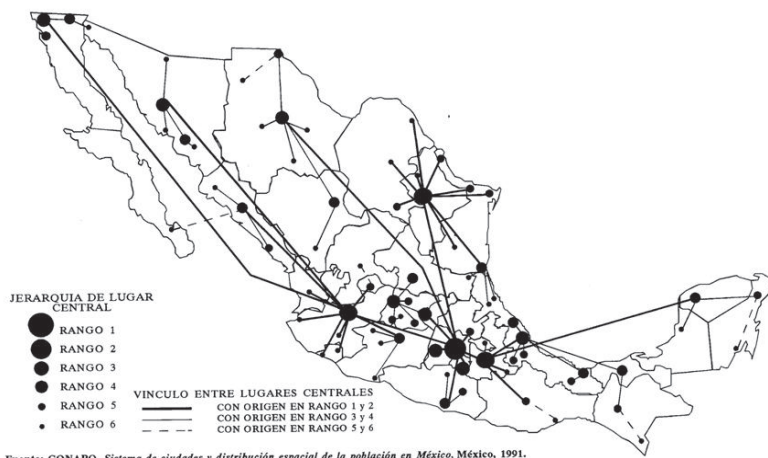 JERARQUIA DE LUGAR
CENTRAL
RANGO 1
RANGO 2
RANGO 3
RANGO 4
RANGO 5
RANGO 6
VINCULO ENTRE LUGARES CENTRALES
CON ORIGEN EN RANGO 1 y 2
CON ORIGEN EN RANGO 3 y 4
CON ORIGEN EN RANGO 5 y 6
Fuente: CONAPO, Sistema de ciudades y distribución espacial de la población en México, México, 1991.